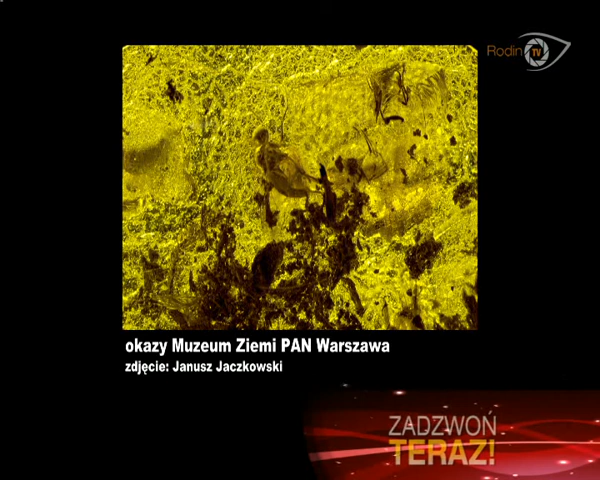 Rodin TV
okazy Muzeum Ziemi PAN Warszawa
zdjęcie: Janusz Jaczkowski
ZADZWOŃ
TERAZ!